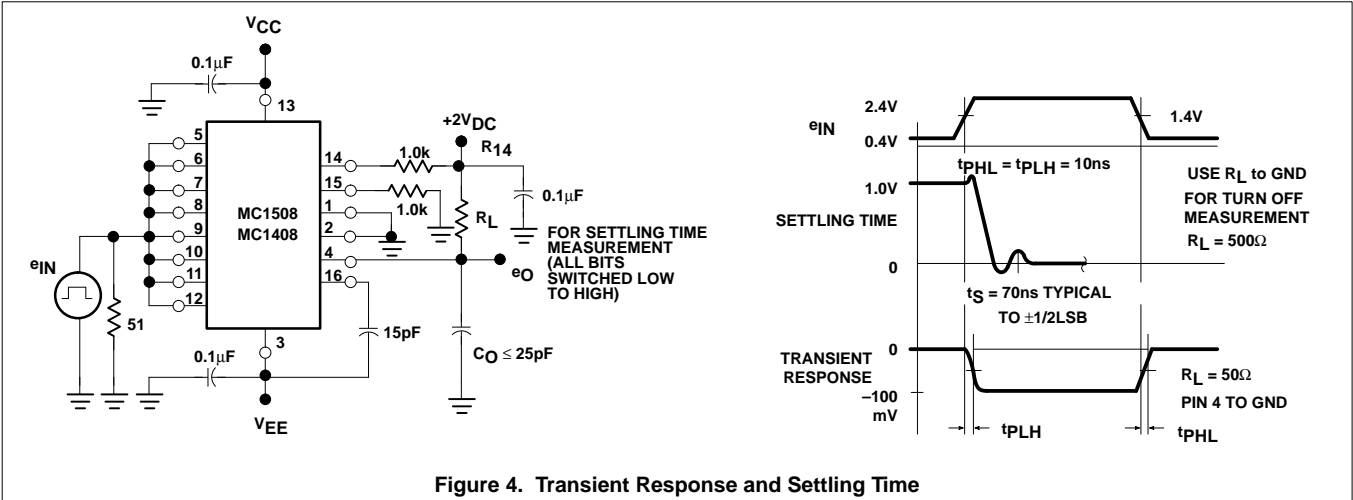 VCC
0.1μF
13
+2VDC
R14
1.0k
14
15
1.0k
1
2
4
16
5
6
7
8
9
10
11
12
MC1508
MC1408
RL
0.1μF
FOR SETTLING TIME
MEASUREMENT
(ALL BITS
SWITCHED LOW
TO HIGH)
eO
eIN
51
15pF
CO ≤ 25pF
3
0.1μF
VEE
eIN
2.4V
0.4V
1.4V
tPHL = tPLH = 10ns
USE RL to GND
FOR TURN OFF
MEASUREMENT
RL = 500Ω
1.0V
SETTLING TIME
0
tS = 70ns TYPICAL
TO ±1/2LSB
0
TRANSIENT
RESPONSE
–100
mV
RL = 50Ω
PIN 4 TO GND
tPLH
tPHL
Figure 4. Transient Response and Settling Time